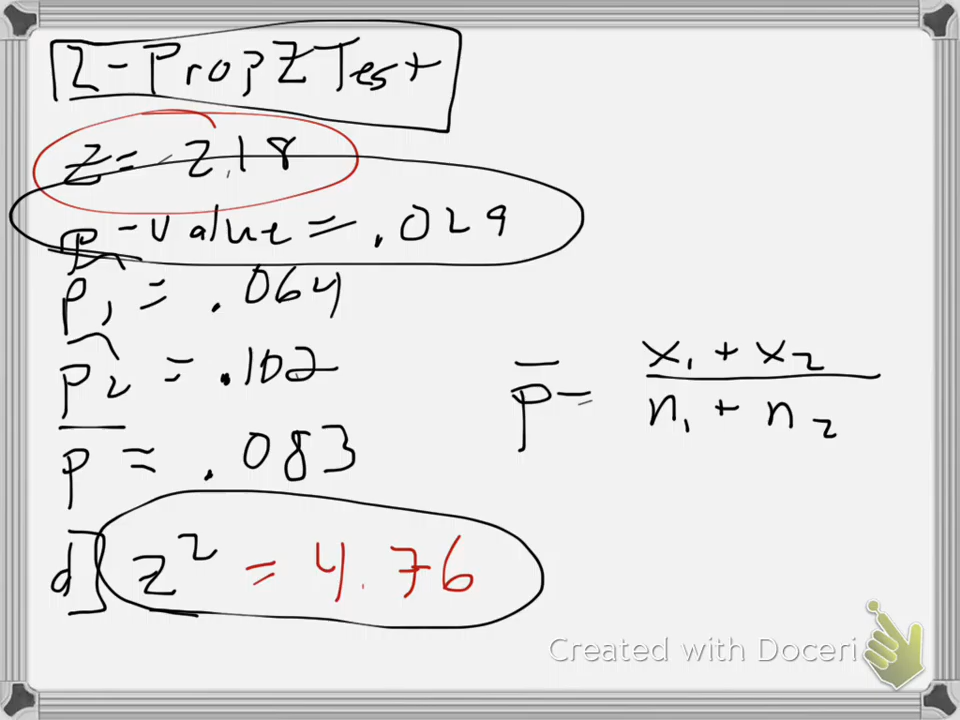 2-PropZTest
z = -2.18
p-value = .029
p̂₁ = .064
p̂₂ = .102
p̄ = .083
p̄ = (x₁ + x₂) / (n₁ + n₂)
d] z² = 4.76
Created with Doceri